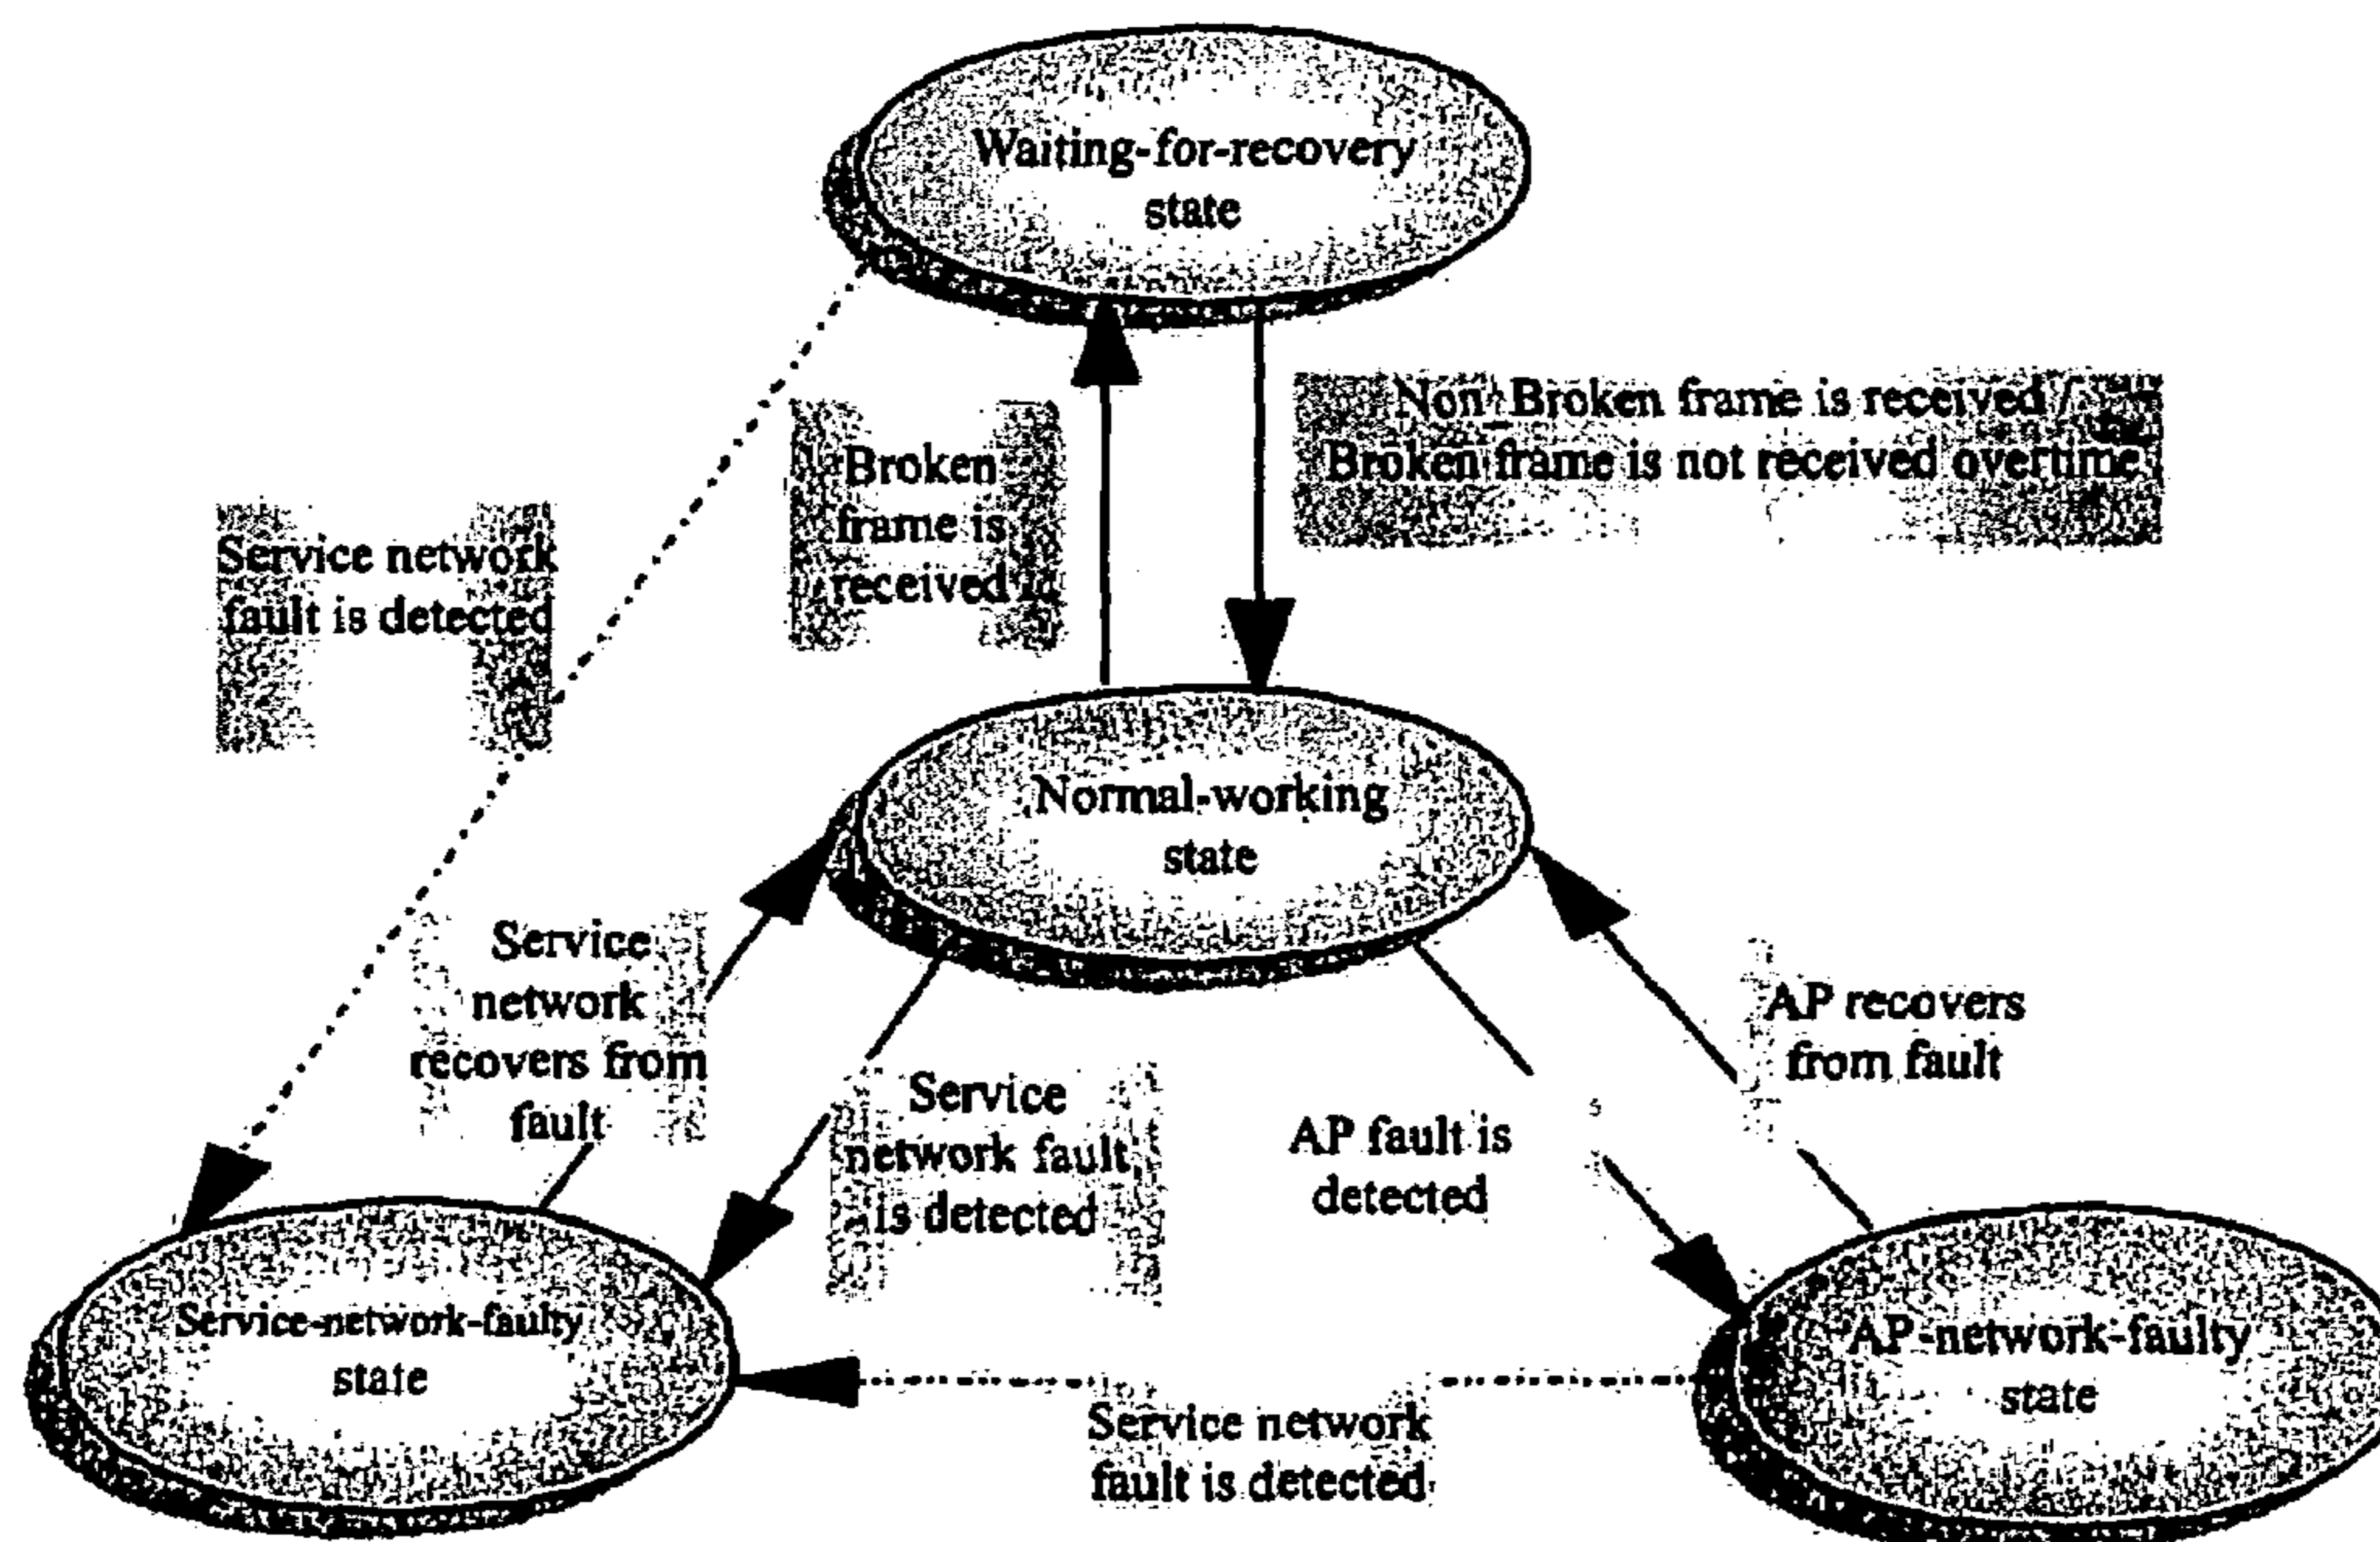 Waiting-for-recovery
state
Non_Broken frame is received /
Broken frame is not received overtime
Broken
frame is
received
Service network
fault is detected
Normal-working
state
Service
network
recovers from
fault
AP recovers
from fault
Service
network fault
is detected
AP fault is
detected
Service-network-faulty
state
AP-network-faulty
state
Service network
fault is detected